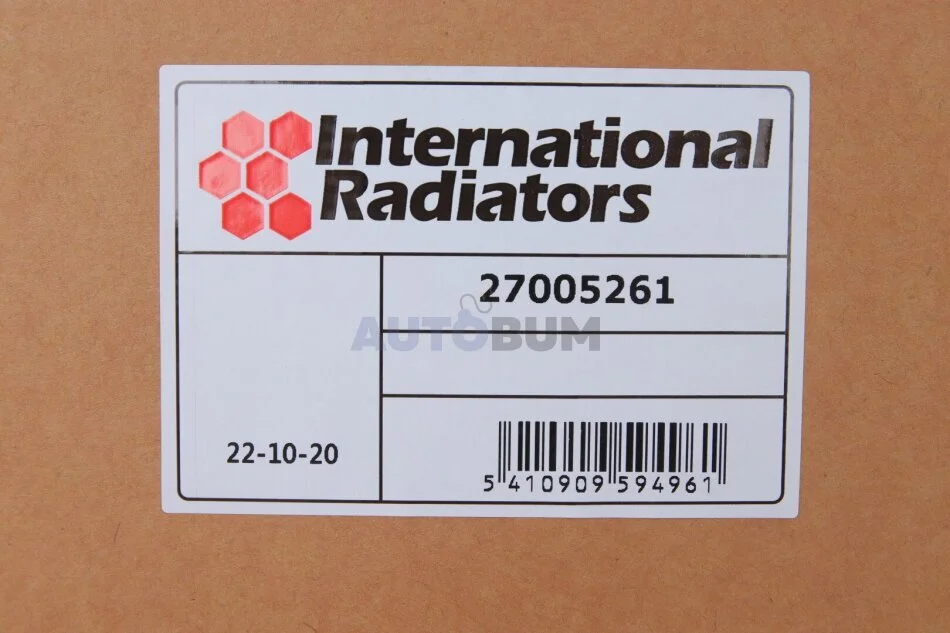 International
Radiators
27005261
AUTOBUM
22-10-20
5 410909 594961